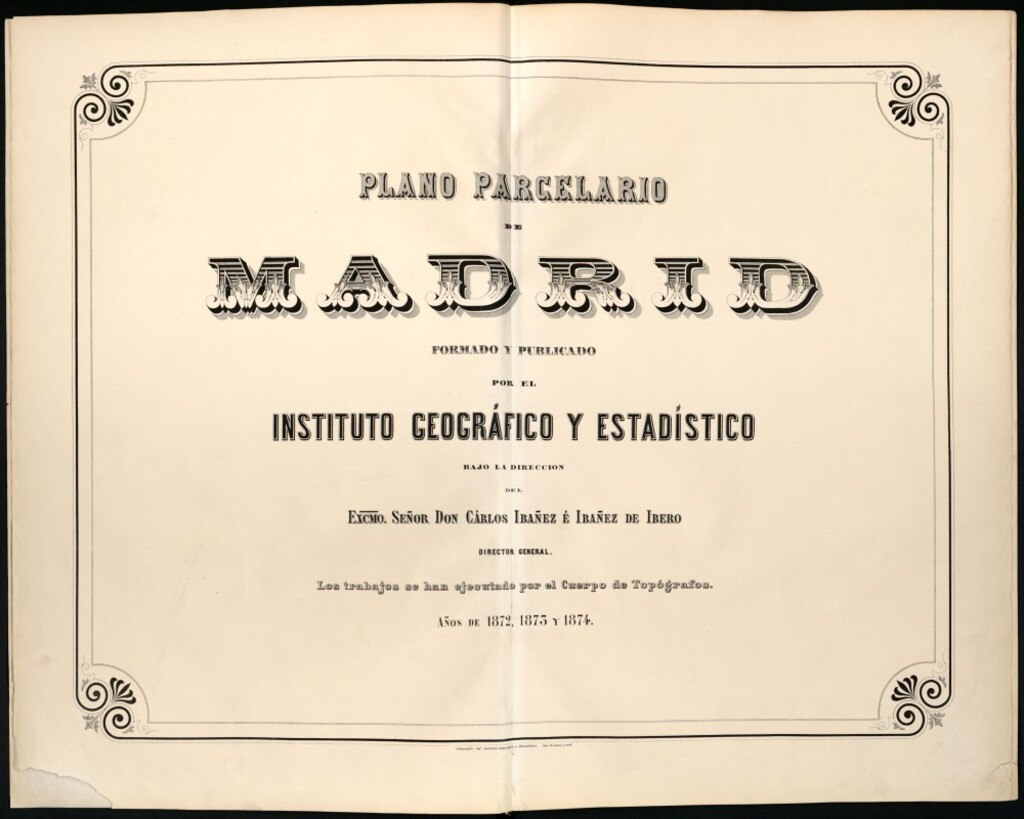 PLANO PARCELARIO
DE
MADRID
FORMADO Y PUBLICADO
POR EL
INSTITUTO GEOGRÁFICO Y ESTADÍSTICO
BAJO LA DIRECCION
DEL
EXCMO. SEÑOR DON CÁRLOS IBAÑEZ É IBAÑEZ DE IBERO
DIRECTOR GENERAL.
Los trabajos se han ejecutado por el Cuerpo de Topógrafos.
AÑOS DE 1872, 1873 Y 1874.